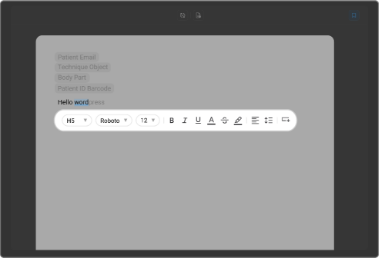 Patient Email
Technique Object
Body Part
Patient ID Barcode
Hello word
H5 Roboto 12 B I U A S